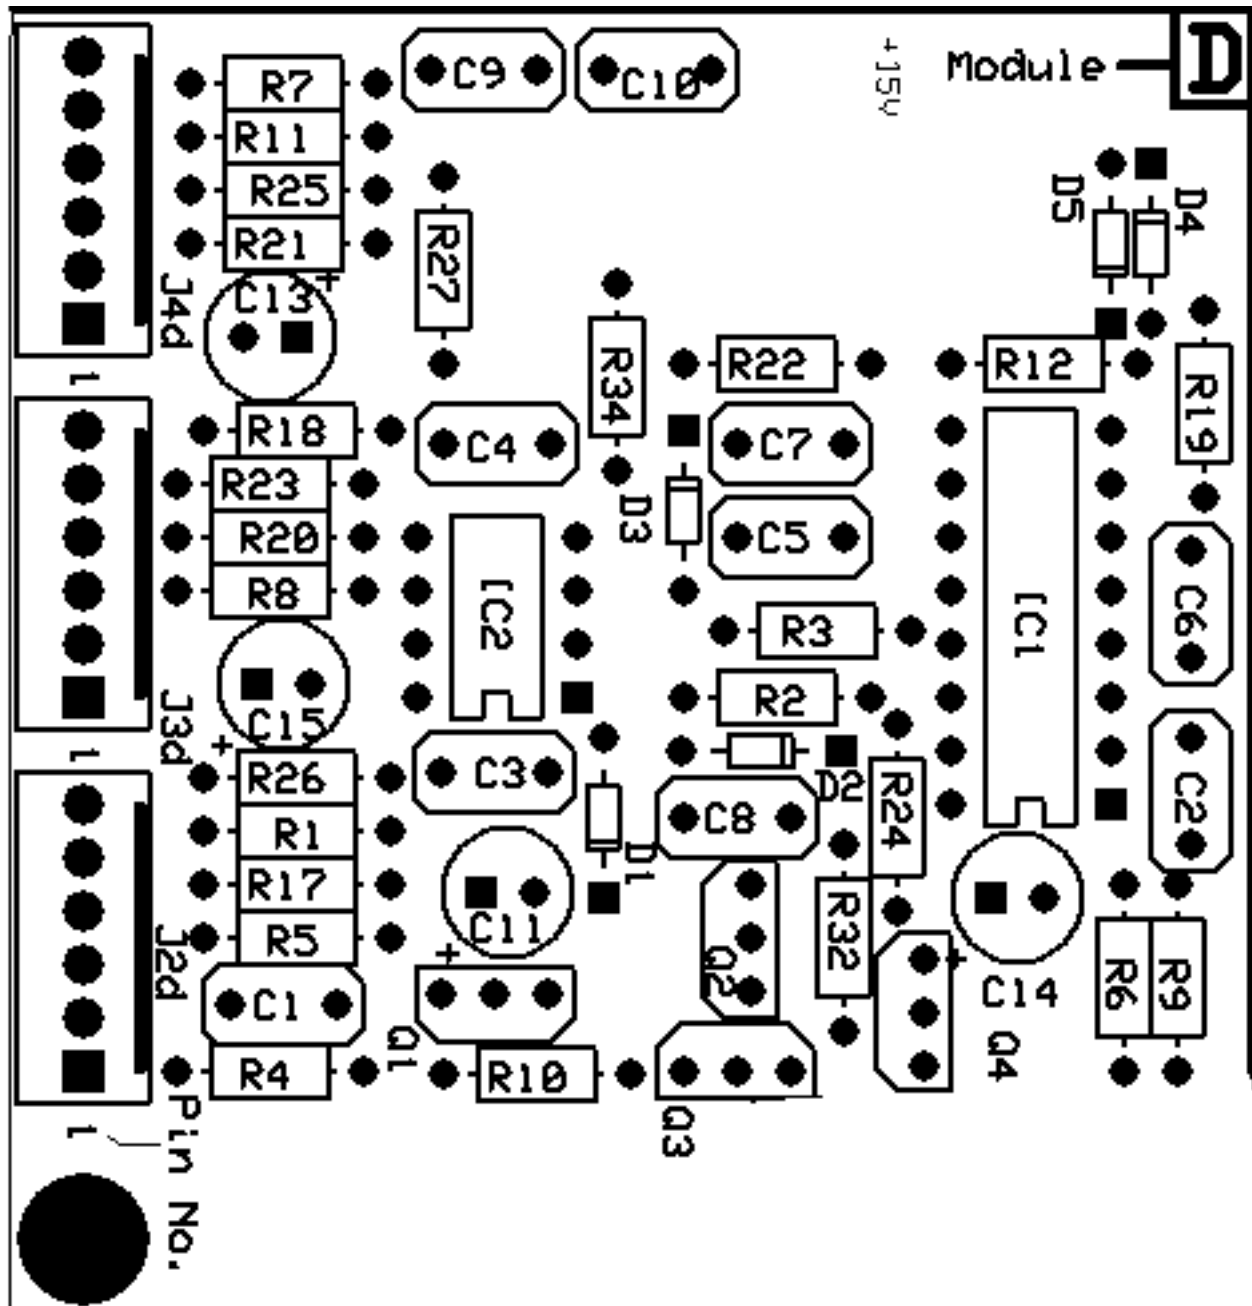 Module
D
+15v
C9
C10
R7
R11
R25
R21
R27
C13
+
J4d
1
D5
D4
R34
R22
R12
R19
R18
C4
C7
R23
D3
R20
C5
R8
IC2
IC1
C6
R3
R2
C15
+
J3d
1
R26
C3
D2
R24
C2
R1
C8
R17
D1
C11
+
R5
J2d
R32
Q2
C14
+
R6
R9
C1
Q1
R4
R10
Q4
Q3
1
Pin No.